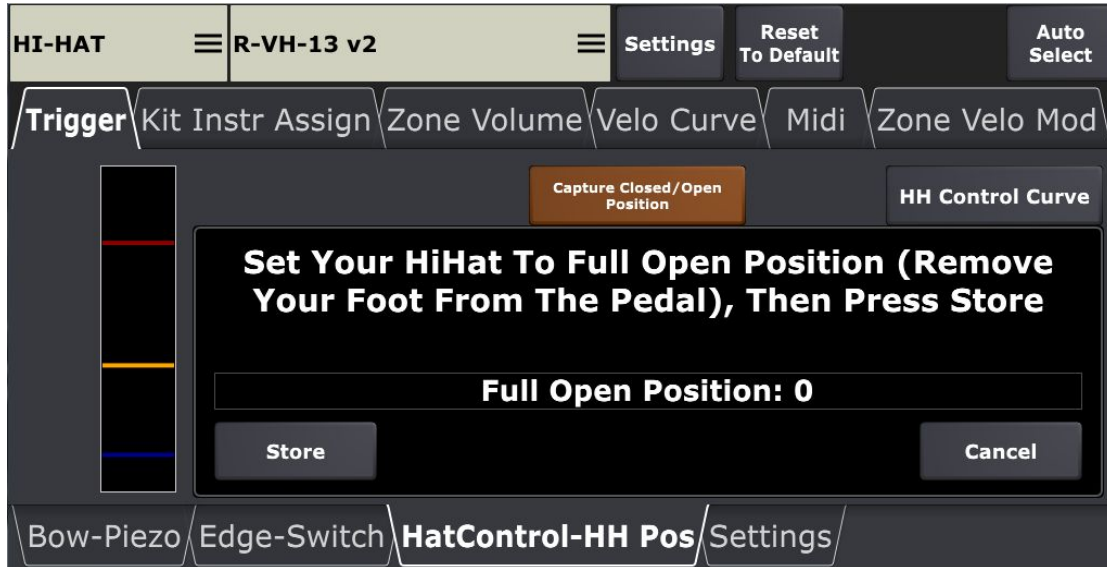 HI-HAT
R-VH-13 v2
Settings
Reset
To Default
Auto
Select
Trigger
Kit Instr Assign
Zone Volume
Velo Curve
Midi
Zone Velo Mod
Capture Closed/Open
Position
HH Control Curve
Set Your HiHat To Full Open Position (Remove
Your Foot From The Pedal), Then Press Store
Full Open Position: 0
Store
Cancel
Bow-Piezo
Edge-Switch
HatControl-HH Pos
Settings